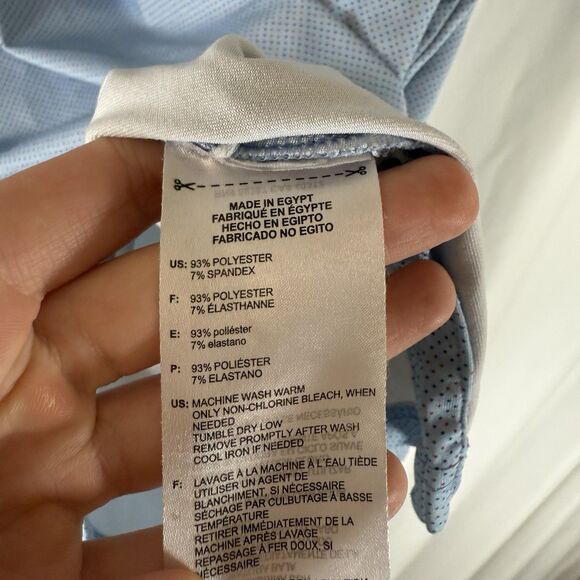 MADE IN EGYPT
FABRIQUÉ EN ÉGYPTE
HECHO EN EGIPTO
FABRICADO NO EGITO
US: 93% POLYESTER
7% SPANDEX
F: 93% POLYESTER
7% ÉLASTHANNE
E: 93% poliéster
7% elastano
P: 93% POLIÉSTER
7% ELASTANO
US: MACHINE WASH WARM
ONLY NON-CHLORINE BLEACH, WHEN
NEEDED
TUMBLE DRY LOW
REMOVE PROMPTLY AFTER WASH
COOL IRON IF NEEDED
F: LAVAGE À LA MACHINE À L'EAU TIÈDE
UTILISER UN AGENT DE
BLANCHIMENT, SI NÉCESSAIRE
SÉCHAGE PAR CULBUTAGE À BASSE
TEMPÉRATURE
RETIRER IMMÉDIATEMENT DE LA
MACHINE APRÈS LAVAGE
REPASSAGE À FER DOUX, SI
NÉCESSAIRE